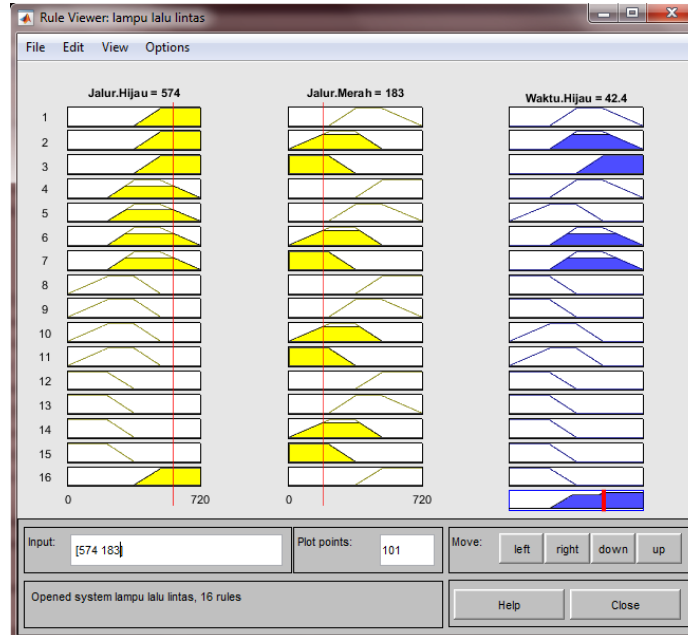 Rule Viewer: lampu lalu lintas
File Edit View Options
Jalur.Hijau = 574 Jalur.Merah = 183 Waktu.Hijau = 42.4
1
2
3
4
5
6
7
8
9
10
11
12
13
14
15
16
0 720 0 720
Input: [574 183] Plot points: 101 Move: left right down up
Opened system lampu lalu lintas, 16 rules
Help Close